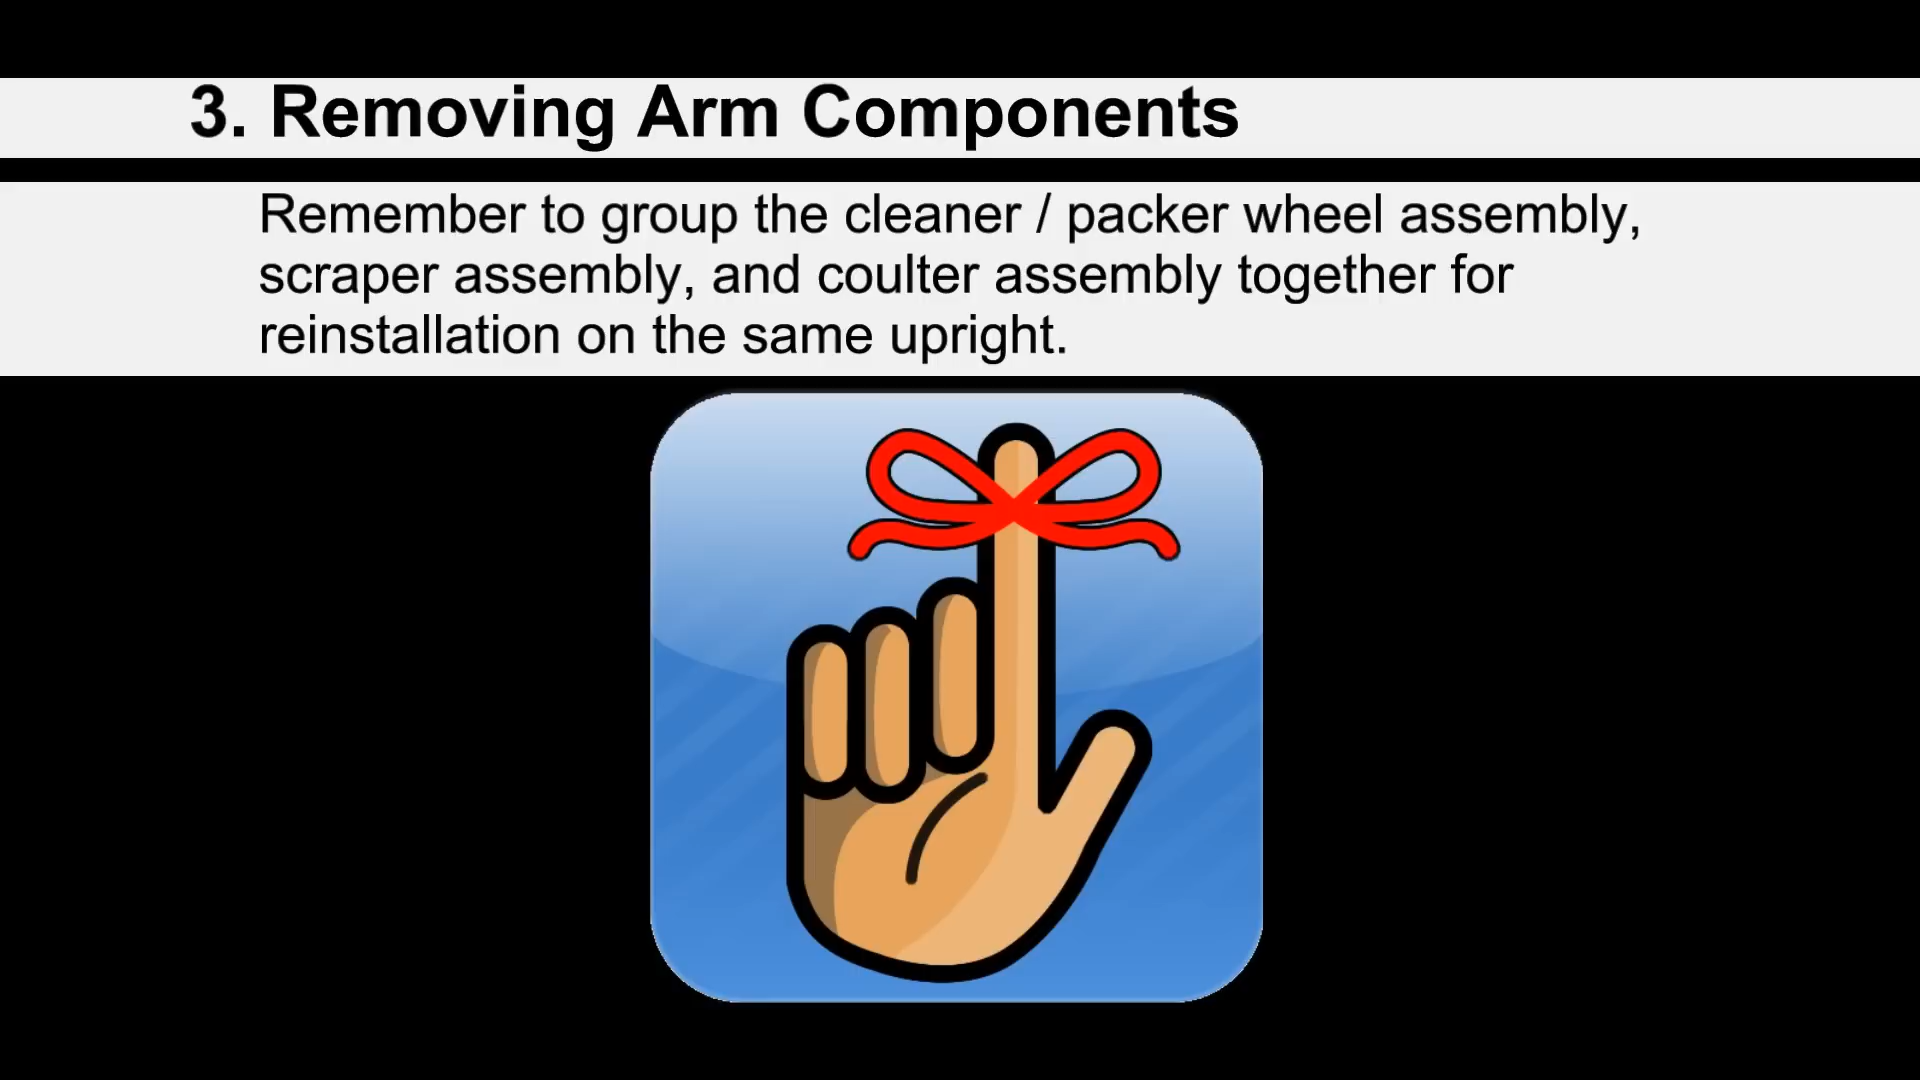 3. Removing Arm Components
Remember to group the cleaner / packer wheel assembly,
scraper assembly, and coulter assembly together for
reinstallation on the same upright.